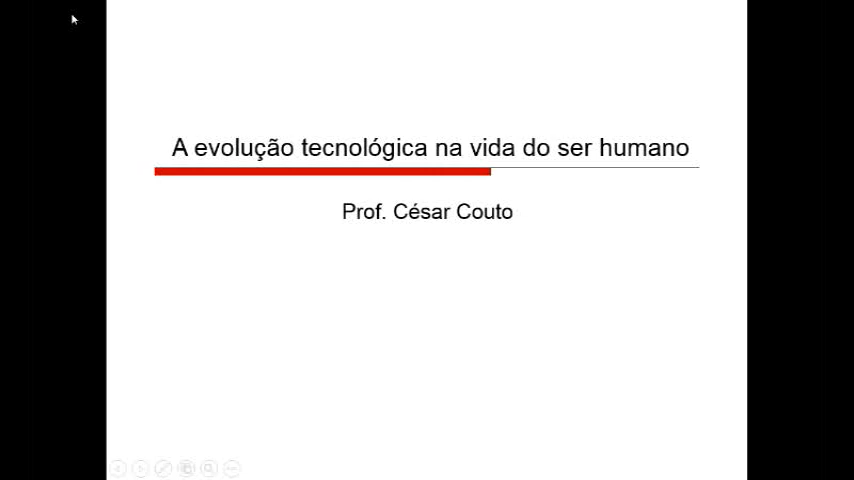 A evolução tecnológica na vida do ser humano
Prof. César Couto